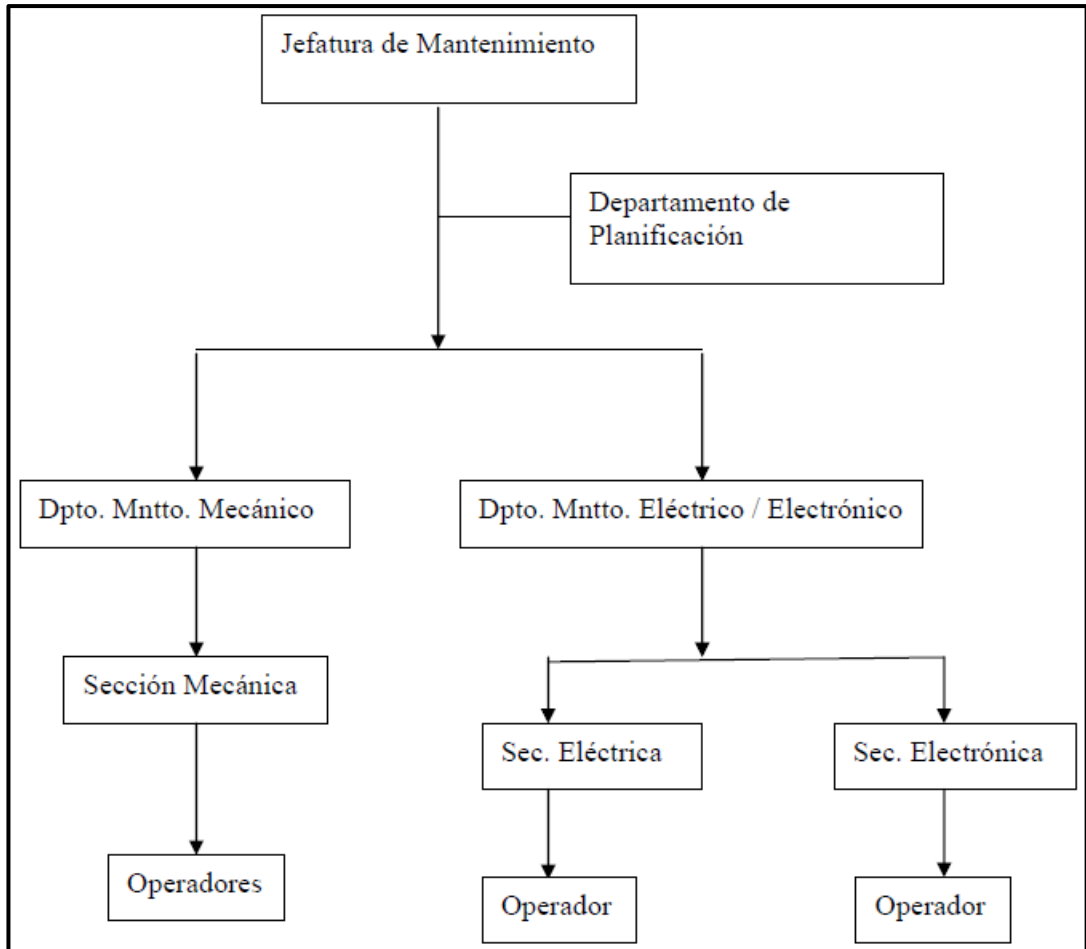 Jefatura de Mantenimiento
Departamento de
Planificación
Dpto. Mntto. Mecánico
Dpto. Mntto. Eléctrico / Electrónico
Sección Mecánica
Sec. Eléctrica
Sec. Electrónica
Operadores
Operador
Operador